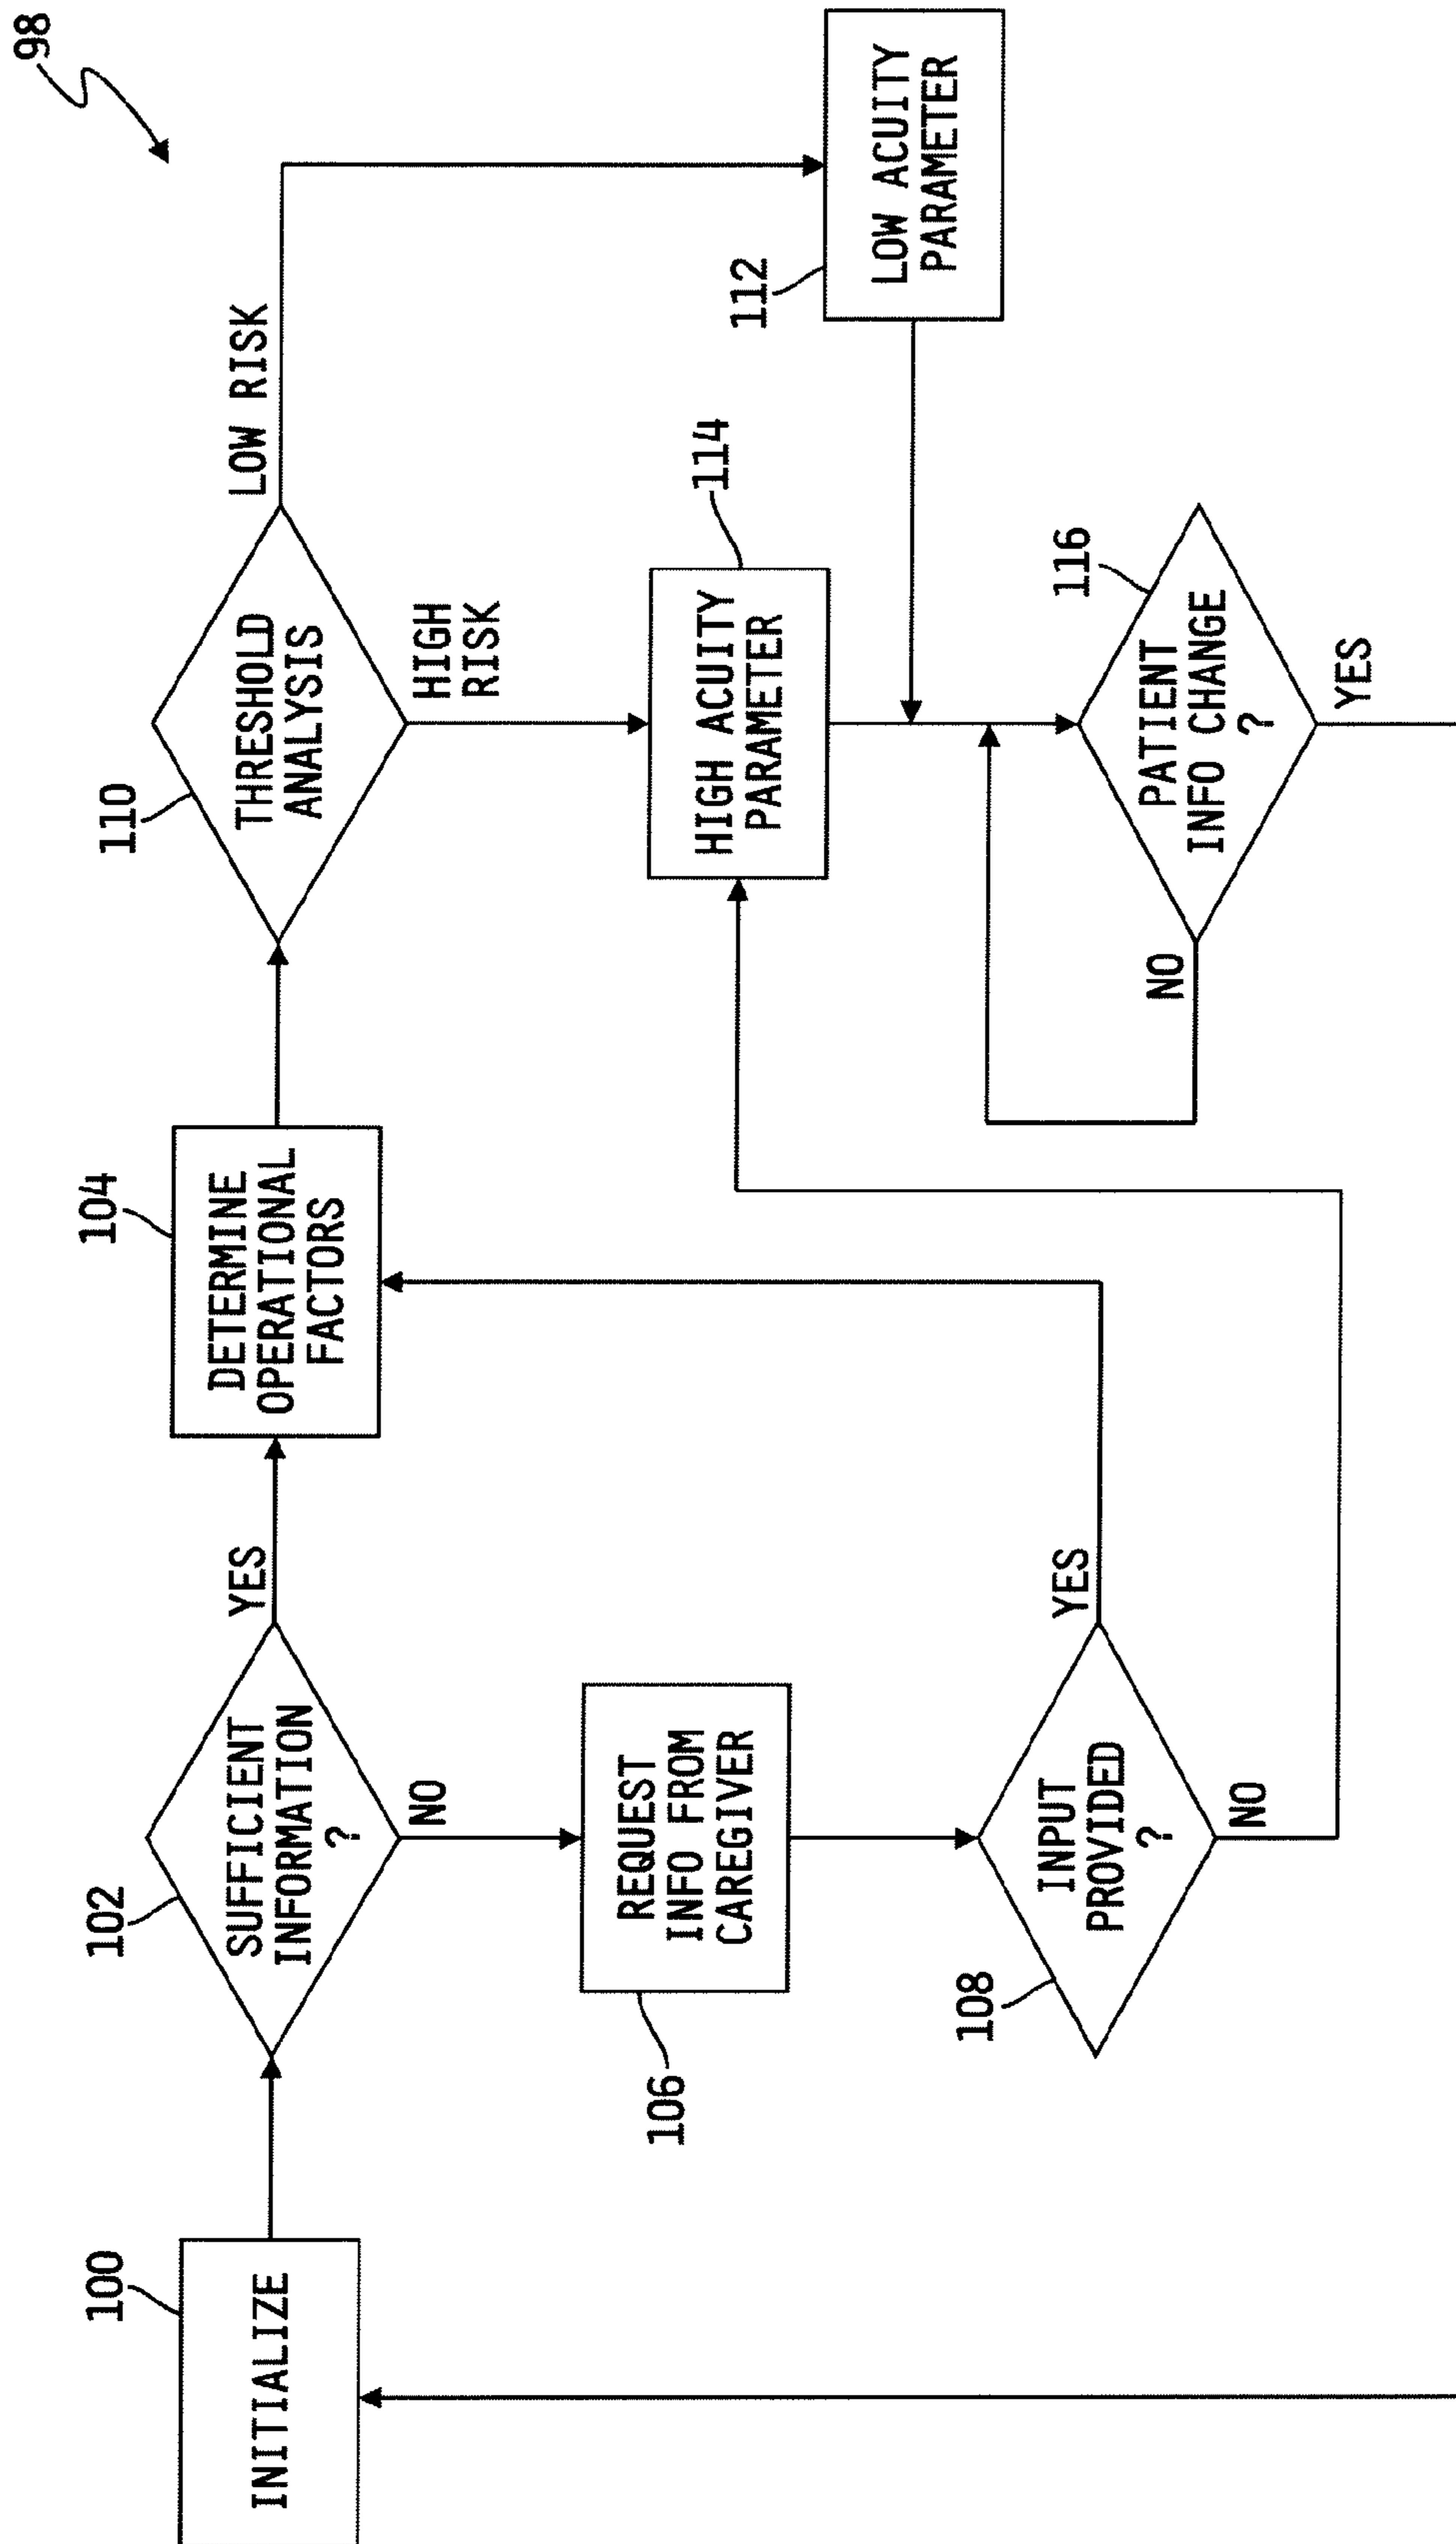 98
100
INITIALIZE
102
SUFFICIENT
INFORMATION
?
YES
NO
104
DETERMINE
OPERATIONAL
FACTORS
110
THRESHOLD
ANALYSIS
LOW RISK
HIGH
RISK
106
REQUEST
INFO FROM
CAREGIVER
114
HIGH ACUITY
PARAMETER
112
LOW ACUITY
PARAMETER
108
INPUT
PROVIDED
?
YES
NO
116
PATIENT
INFO CHANGE
?
NO
YES